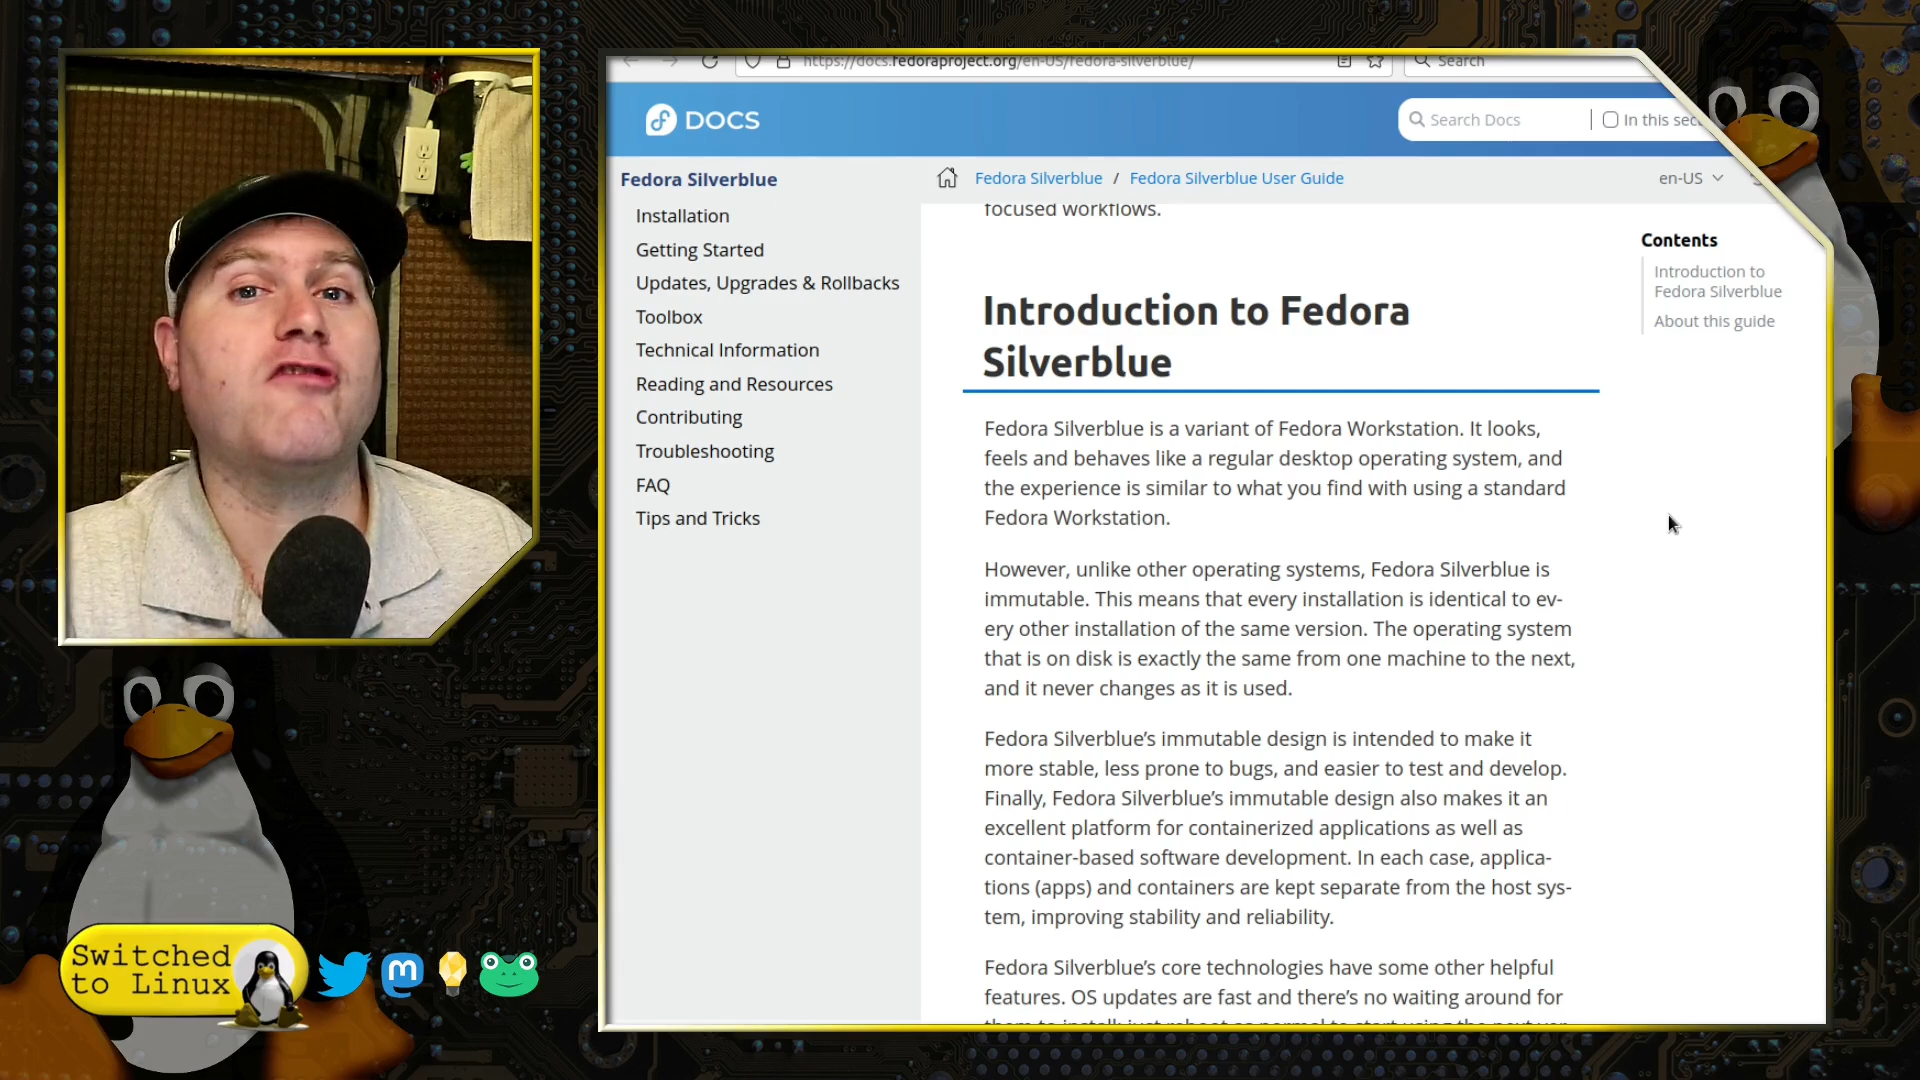 https://docs.fedoraproject.org/en-US/fedora-silverblue/
Search
DOCS
Search Docs
In this
Fedora Silverblue
Installation
Getting Started
Updates, Upgrades & Rollbacks
Toolbox
Technical Information
Reading and Resources
Contributing
Troubleshooting
FAQ
Tips and Tricks
Fedora Silverblue / Fedora Silverblue User Guide
en-US
focused workflows.
Introduction to Fedora
Silverblue
Fedora Silverblue is a variant of Fedora Workstation. It looks,
feels and behaves like a regular desktop operating system, and
the experience is similar to what you find with using a standard
Fedora Workstation.
However, unlike other operating systems, Fedora Silverblue is
immutable. This means that every installation is identical to ev-
ery other installation of the same version. The operating system
that is on disk is exactly the same from one machine to the next,
and it never changes as it is used.
Fedora Silverblue's immutable design is intended to make it
more stable, less prone to bugs, and easier to test and develop.
Finally, Fedora Silverblue's immutable design also makes it an
excellent platform for containerized applications as well as
container-based software development. In each case, applica-
tions (apps) and containers are kept separate from the host sys-
tem, improving stability and reliability.
Fedora Silverblue's core technologies have some other helpful
features. OS updates are fast and there's no waiting around for
Contents
Introduction to
Fedora Silverblue
About this guide
Switched
to Linux